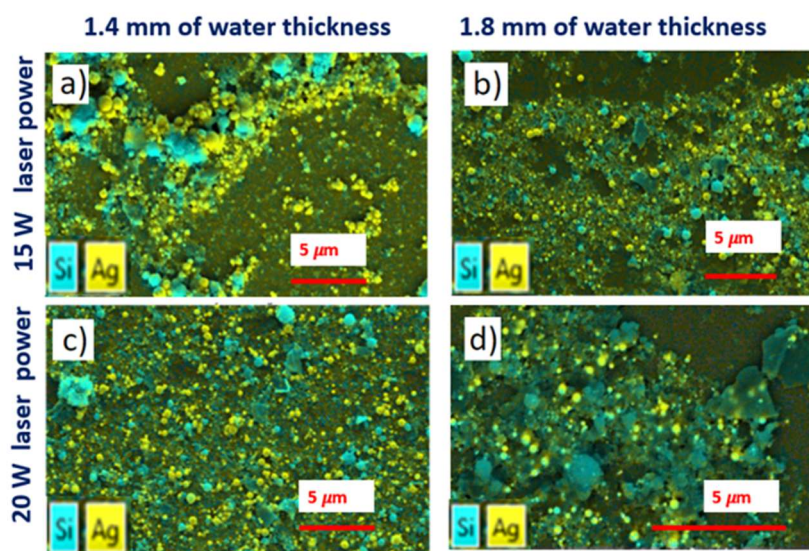 1.4 mm of water thickness
1.8 mm of water thickness
15 W laser power
a)
5 μm
Si Ag
b)
5 μm
Si Ag
20 W laser power
c)
5 μm
Si Ag
d)
5 μm
Si Ag